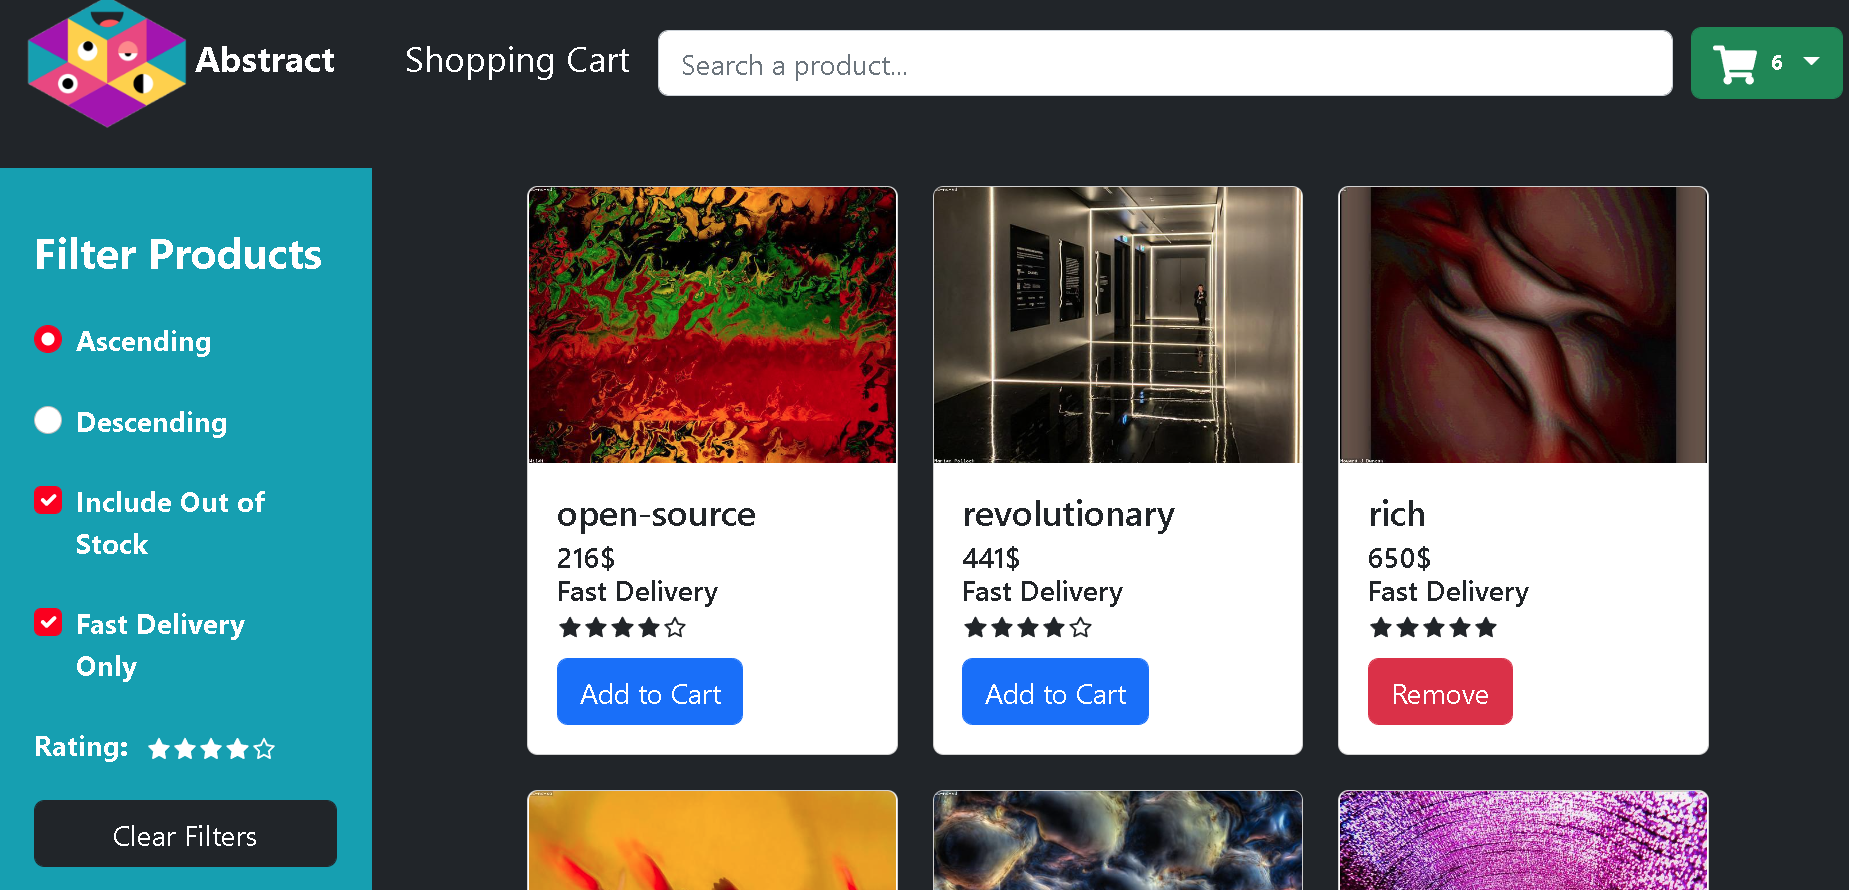 Abstract
Shopping Cart
Search a product...
6
Filter Products
Ascending
Descending
Include Out of
Stock
Fast Delivery
Only
Rating:
Clear Filters
open-source
216$
Fast Delivery
Add to Cart
revolutionary
441$
Fast Delivery
Add to Cart
rich
650$
Fast Delivery
Remove